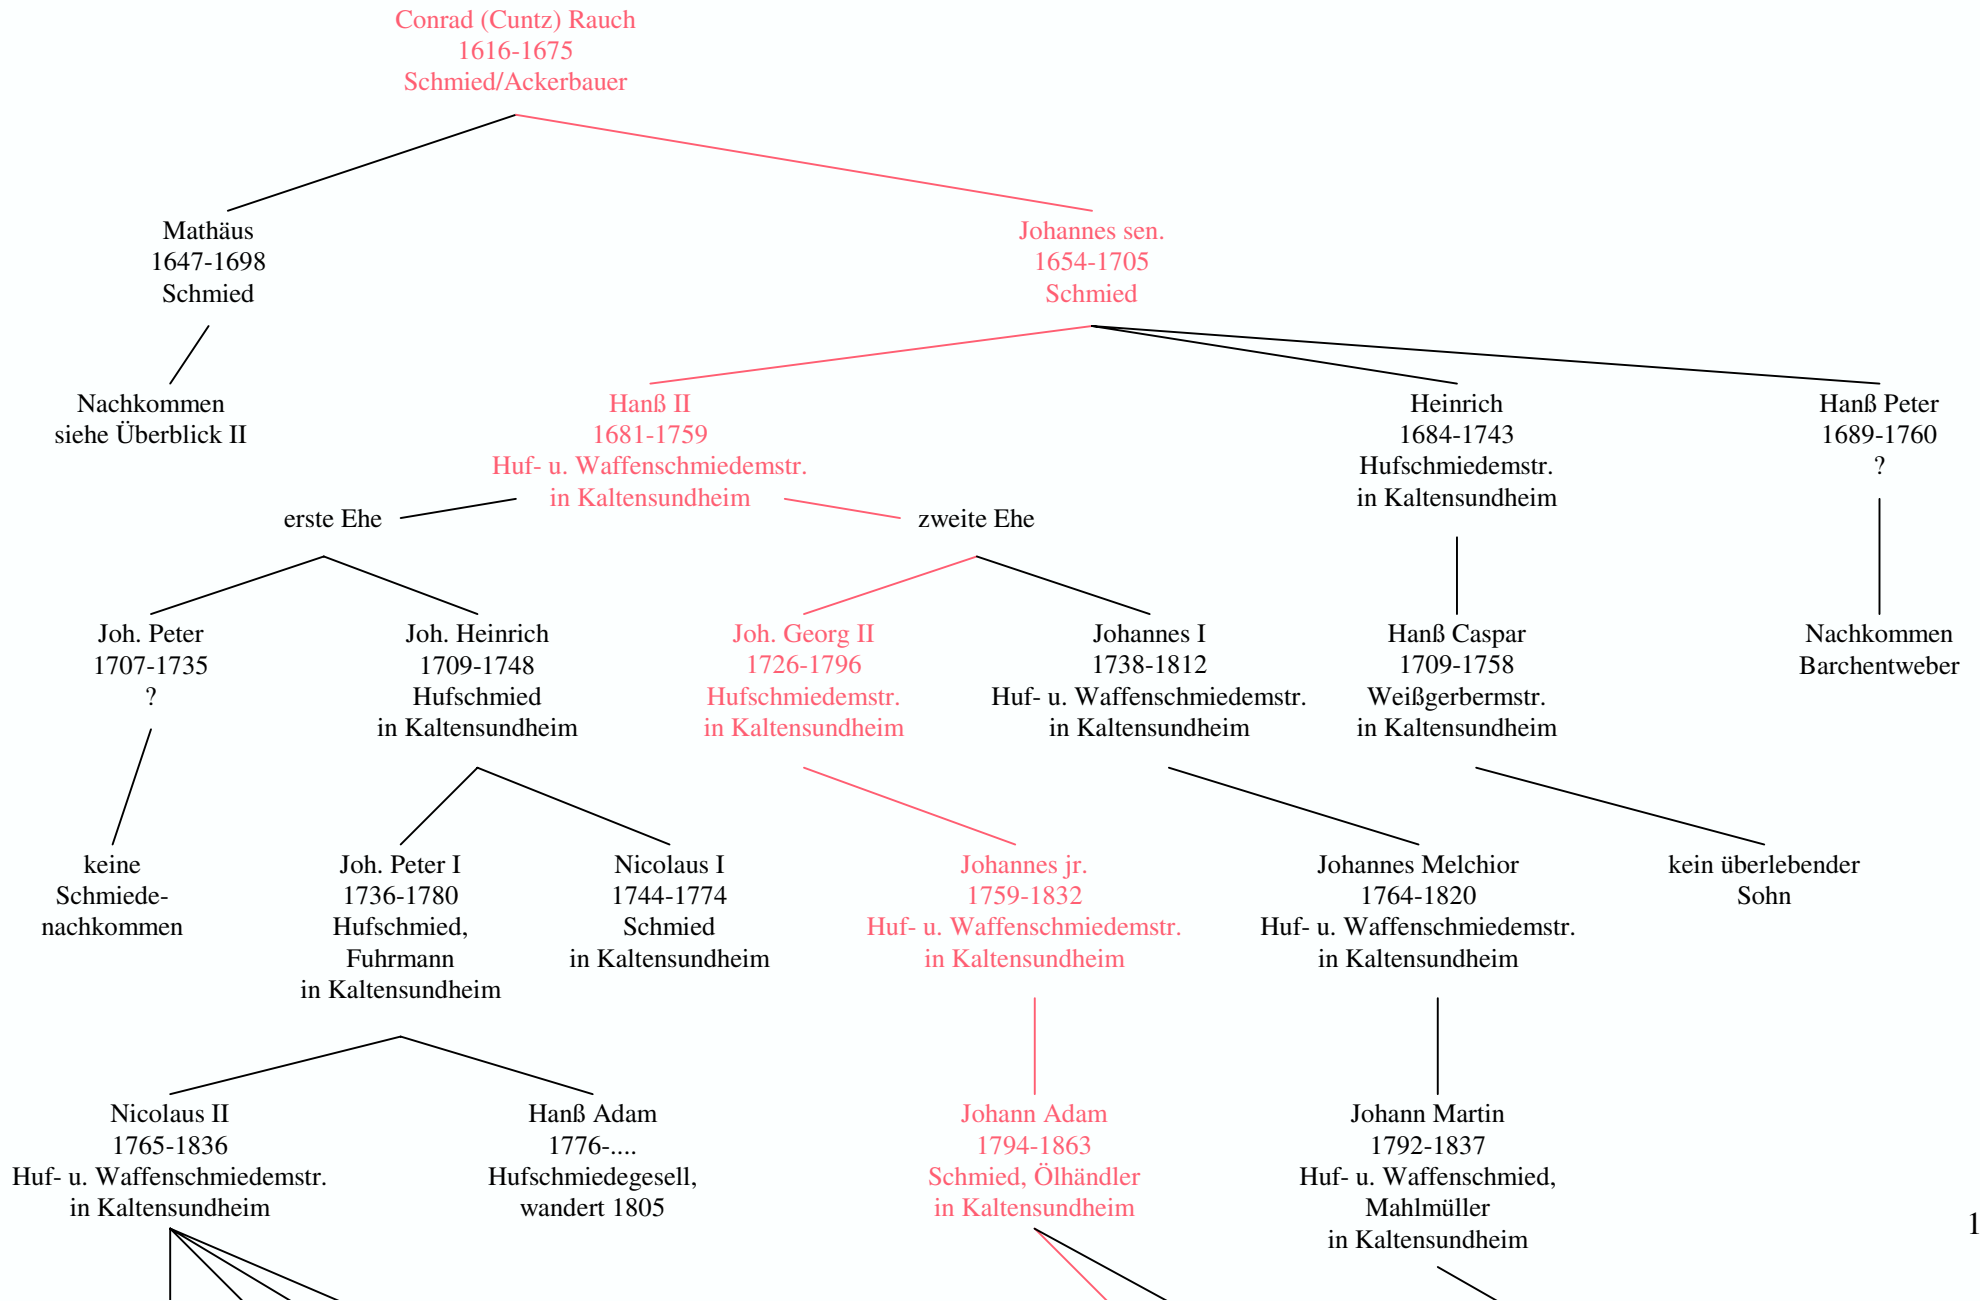 Conrad (Cuntz) Rauch
1616-1675
Schmied/Ackerbauer
Mathäus
1647-1698
Schmied
Johannes sen.
1654-1705
Schmied
Nachkommen
siehe Überblick II
Hanß II
1681-1759
Huf- u. Waffenschmiedemstr.
in Kaltensundheim
Heinrich
1684-1743
Hufschmiedemstr.
in Kaltensundheim
Hanß Peter
1689-1760
?
erste Ehe
zweite Ehe
Joh. Peter
1707-1735
?
Joh. Heinrich
1709-1748
Hufschmied
in Kaltensundheim
Joh. Georg II
1726-1796
Hufschmiedemstr.
in Kaltensundheim
Johannes I
1738-1812
Huf- u. Waffenschmiedemstr.
in Kaltensundheim
Hanß Caspar
1709-1758
Weißgerbermstr.
in Kaltensundheim
Nachkommen
Barchentweber
keine
Schmiede-
nachkommen
Joh. Peter I
1736-1780
Hufschmied,
Fuhrmann
in Kaltensundheim
Nicolaus I
1744-1774
Schmied
in Kaltensundheim
Johannes jr.
1759-1832
Huf- u. Waffenschmiedemstr.
in Kaltensundheim
Johannes Melchior
1764-1820
Huf- u. Waffenschmiedemstr.
in Kaltensundheim
kein überlebender
Sohn
Nicolaus II
1765-1836
Huf- u. Waffenschmiedemstr.
in Kaltensundheim
Hanß Adam
1776-....
Hufschmiedegesell,
wandert 1805
Johann Adam
1794-1863
Schmied, Ölhändler
in Kaltensundheim
Johann Martin
1792-1837
Huf- u. Waffenschmied,
Mahlmüller
in Kaltensundheim
1